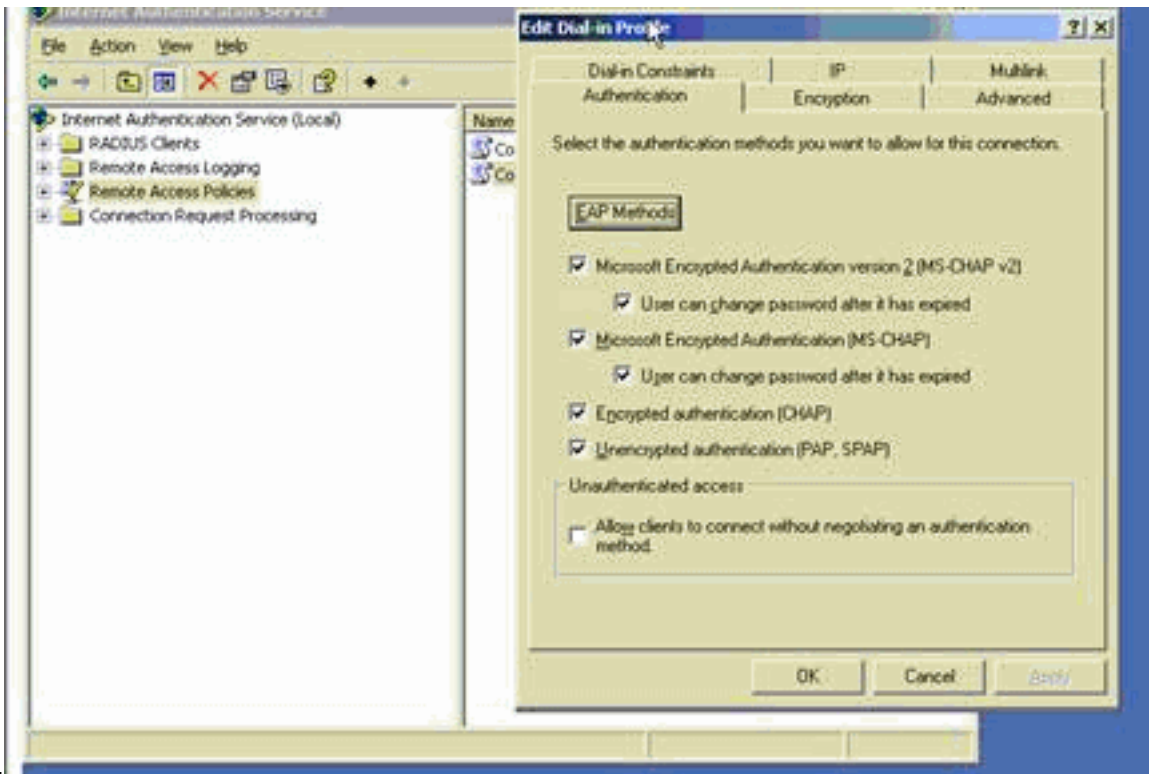 Internet Authentication Service
File Action View Help
Internet Authentication Service (Local)
RADIUS Clients
Remote Access Logging
Remote Access Policies
Connection Request Processing
Name
Co
Co
Edit Dial-in Profile
Dial-in Constraints IP Multilink
Authentication Encryption Advanced
Select the authentication methods you want to allow for this connection.
EAP Methods
Microsoft Encrypted Authentication version 2 (MS-CHAP v2)
User can change password after it has expired
Microsoft Encrypted Authentication (MS-CHAP)
User can change password after it has expired
Encrypted authentication (CHAP)
Unencrypted authentication (PAP, SPAP)
Unauthenticated access
Allow clients to connect without negotiating an authentication
method.
OK Cancel Apply